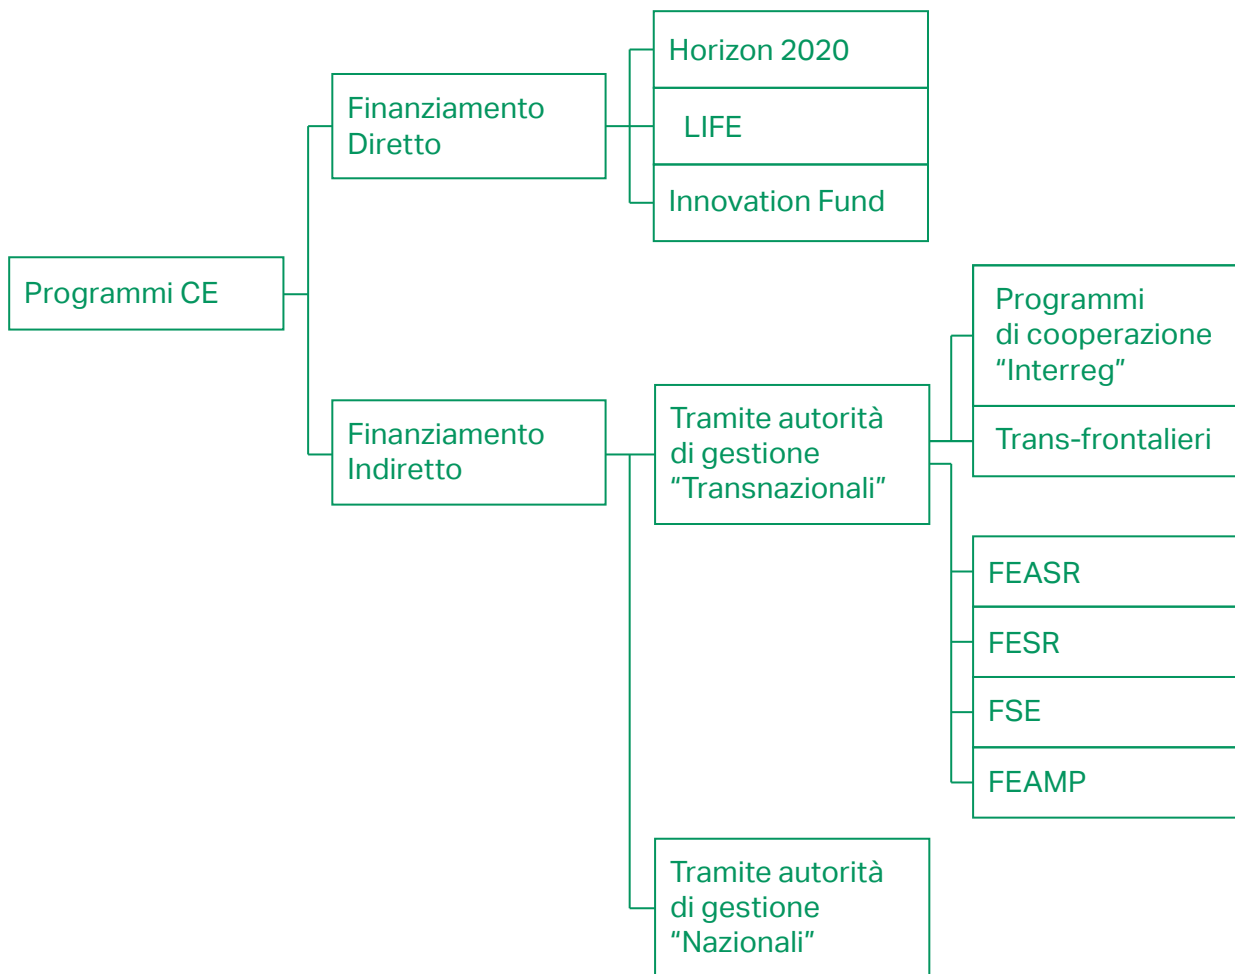 Programmi CE
Finanziamento
Diretto
Horizon 2020
LIFE
Innovation Fund
Finanziamento
Indiretto
Tramite autorità
di gestione
“Transnazionali”
Programmi
di cooperazione
“Interreg”
Trans-frontalieri
FEASR
FESR
FSE
FEAMP
Tramite autorità
di gestione
“Nazionali”